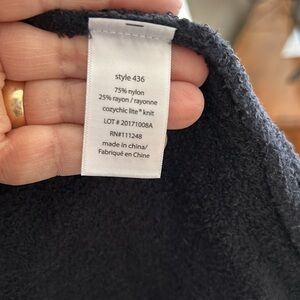 style 436
75% nylon
25% rayon / rayonne
cozychic lite® knit
LOT # 20171008A
RN#111248
made in china/
Fabriqué en Chine